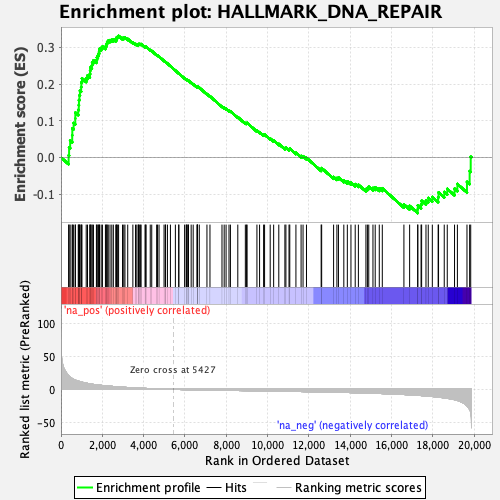 Enrichment plot: HALLMARK_DNA_REPAIR
Enrichment score (ES)
0.3
0.2
0.1
0.0
-0.1
'na_pos' (positively correlated)
Ranked list metric (PreRanked)
100
50
0
-50
Zero cross at 5427
'na_neg' (negatively correlated)
0
2,000
4,000
6,000
8,000
10,000
12,000
14,000
16,000
18,000
20,000
Rank in Ordered Dataset
Enrichment profile
Hits
Ranking metric scores